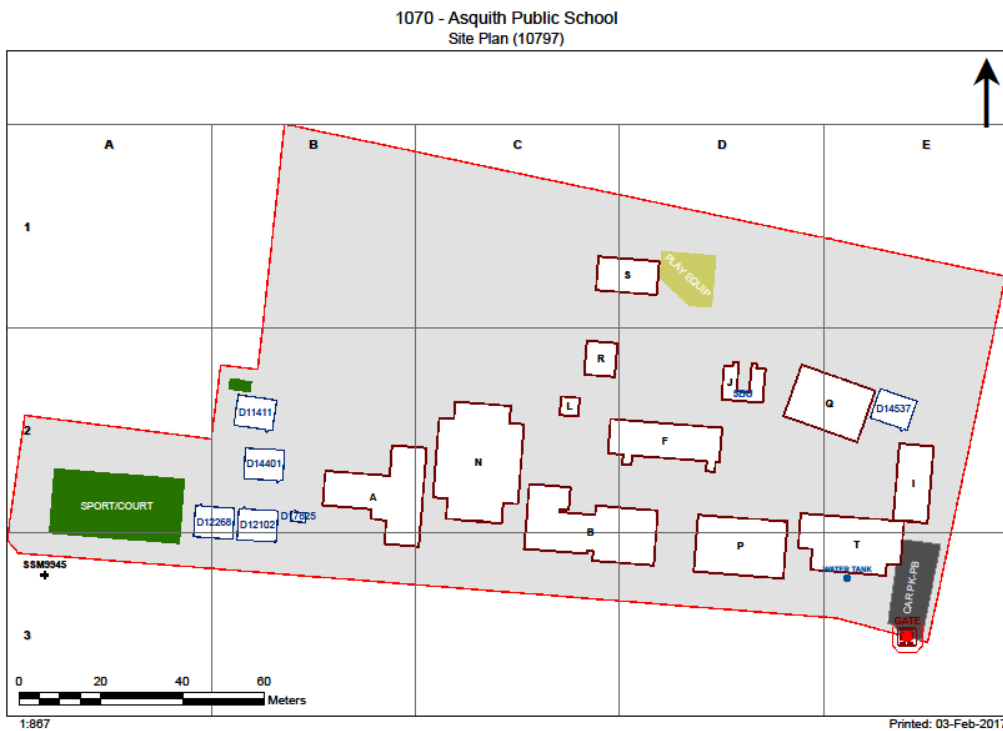 1070 - Asquith Public School
Site Plan (10797)
A
B
C
D
E
1
S
PLAY EQUIP
R
J
SBU
Q
D14537
L
D11411
2
F
D14401
N
I
A
SPORT/COURT
D12268
D12102
D17825
B
P
T
SSM9945
WATER TANK
CAR PK-PB
GATE
3
0 20 40 60
Meters
1:867
Printed: 03-Feb-2017